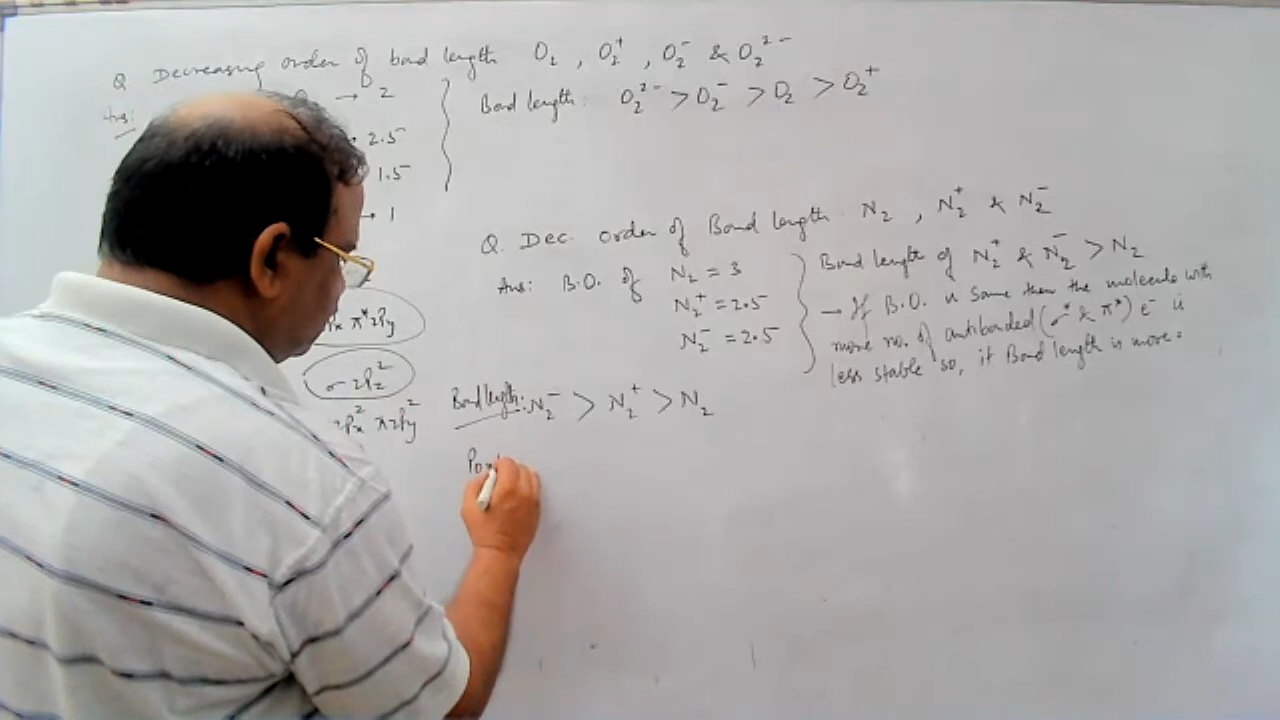 Q Decreasing order of bond length O₂ , O₂⁺ , O₂⁻ & O₂²⁻
Ans: → 2
2.5
1.5
→ 1
Bond length: O₂²⁻ > O₂⁻ > O₂ > O₂⁺
Q. Dec. order of Bond length N₂ , N₂⁺ & N₂⁻
Ans: B.O. of N₂ = 3
N₂⁺ = 2.5
N₂⁻ = 2.5
Bond length of N₂⁺ & N₂⁻ > N₂
→ If B.O. is same then the molecule with
more no. of antibonded (σ* & π*) e⁻ is
less stable so, it Bond length is more.
π*2Py
σ2Pz²
2Px² π2Py²
Bond length: N₂⁻ > N₂⁺ > N₂